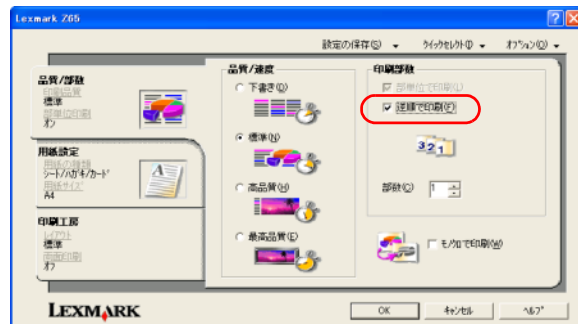 Lexmark Z65
設定の保存(S)
クイックセレクト(I)
オプション(O)
品質/部数
印刷品質
標準
部単位印刷
オン
用紙設定
用紙の種類
シート/ハガキ/カード
用紙サイズ
A4
印刷工房
レイアウト
標準
両面印刷
オフ
品質/速度
下書き(D)
標準(N)
高品質(H)
最高品質(E)
印刷部数
部単位で印刷(L)
逆順で印刷(F)
3 2 1
部数(C)
1
モノクロで印刷(W)
LEXMARK
OK
キャンセル
ヘルプ